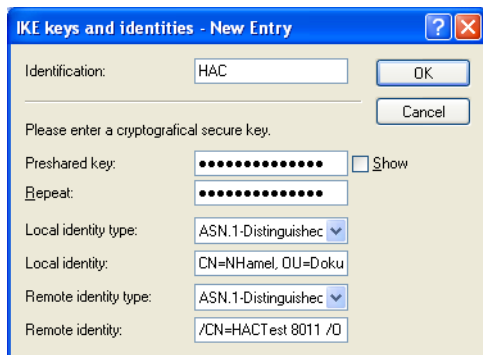 IKE keys and identities - New Entry
Identification: HAC OK
Cancel
Please enter a cryptografical secure key.
Preshared key: ●●●●●●●●●●●●●● Show
Repeat: ●●●●●●●●●●●●●●
Local identity type: ASN.1-Distinguishec
Local identity: CN=NHamel, OU=Doku
Remote identity type: ASN.1-Distinguishec
Remote identity: /CN=HACTest 8011 /O